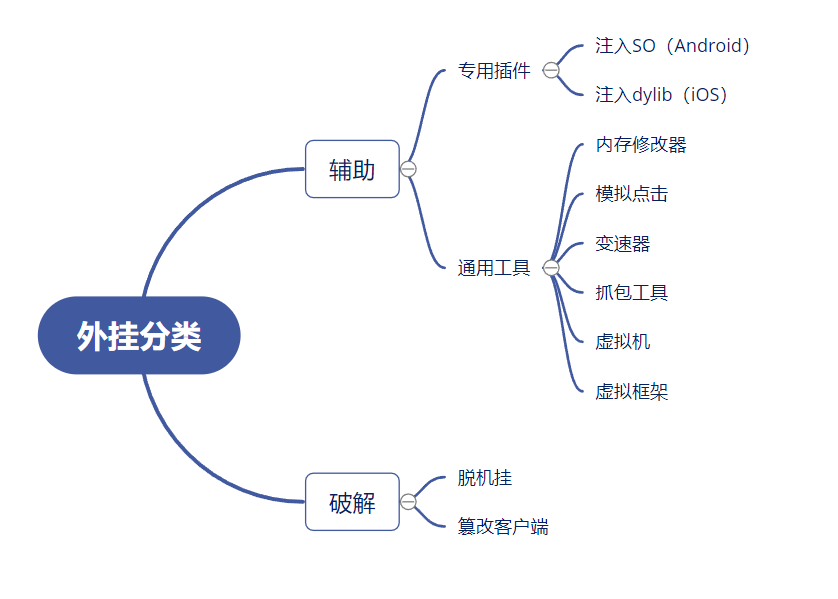 外挂分类
辅助
专用插件
注入SO（Android）
注入dylib（iOS）
通用工具
内存修改器
模拟点击
变速器
抓包工具
虚拟机
虚拟框架
破解
脱机挂
篡改客户端